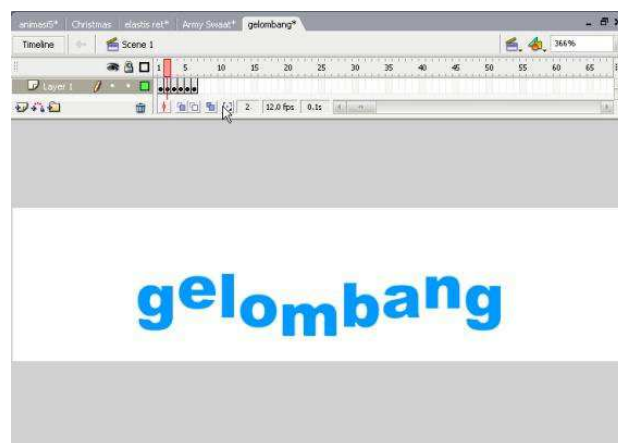 animasi5* Christmas elastis ret* Army Swaat* gelombang*
Timeline Scene 1 366%
1 5 10 15 20 25 30 35 40 45 50 55 60 65
Layer 1
2 12.0 fps 0.1s
gelombang